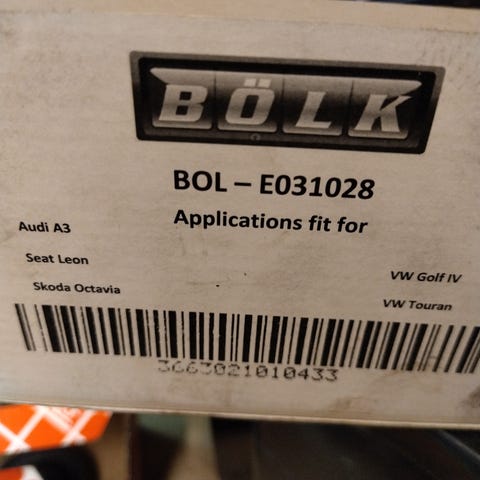 BÖLK
BOL – E031028
Applications fit for
Audi A3
Seat Leon
VW Golf IV
Skoda Octavia
VW Touran
3663021010433